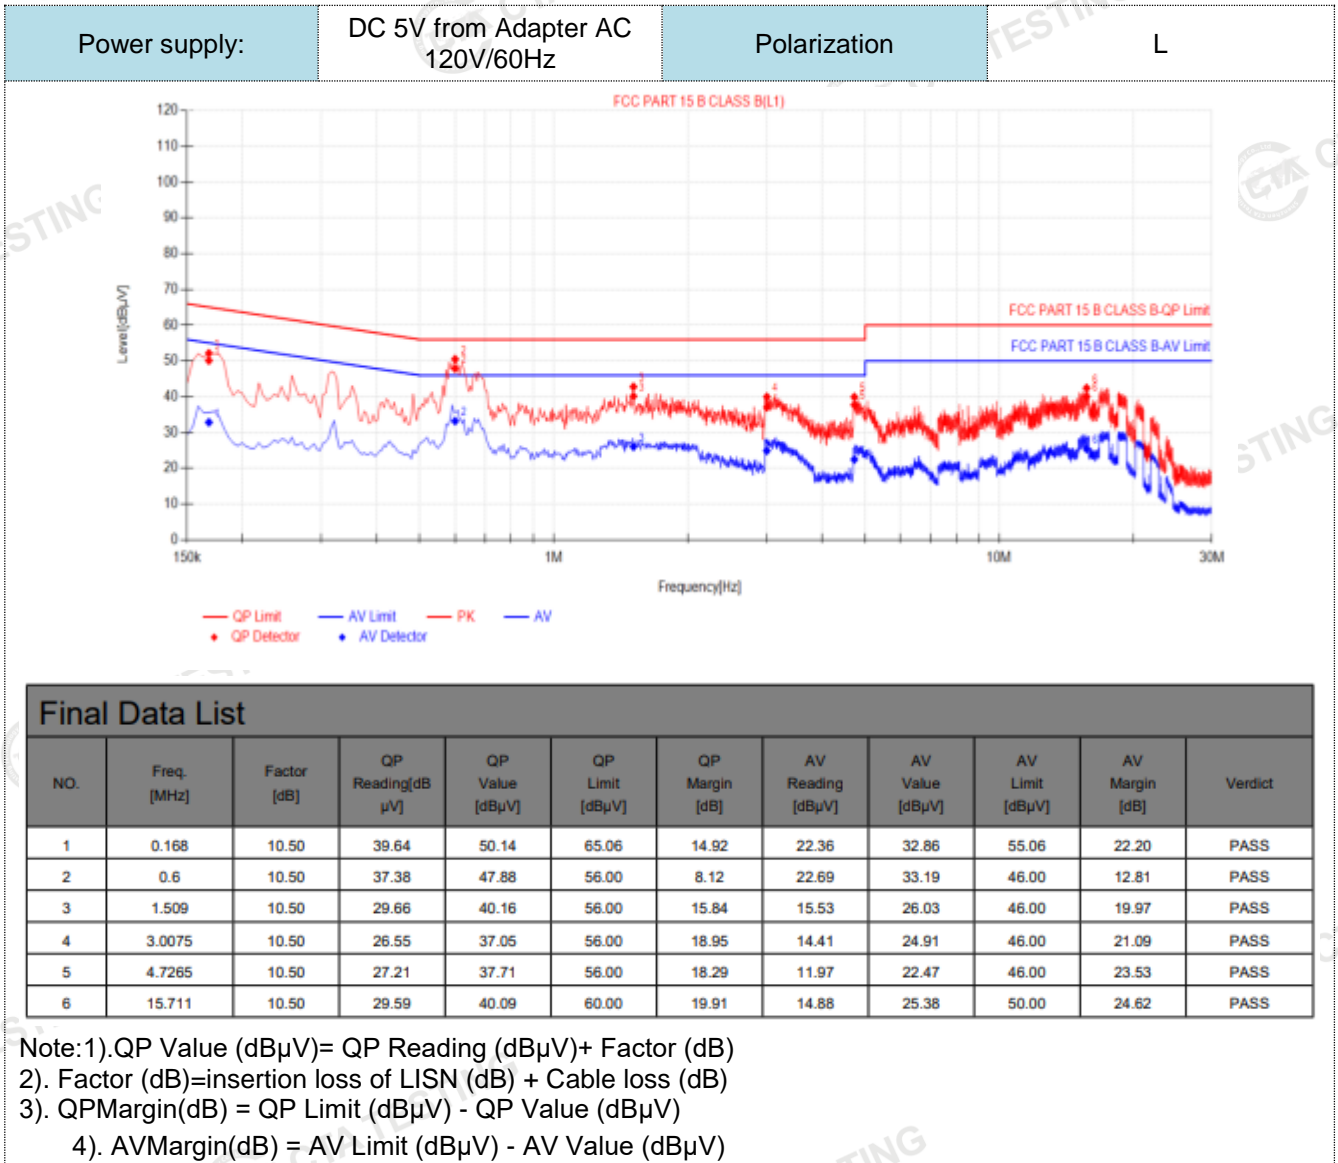 Power supply:
DC 5V from Adapter AC
120V/60Hz
Polarization
L
FCC PART 15 B CLASS B(L1)
120
110
100
90
80
70
60
50
40
30
20
10
0
Level[dBμV]
FCC PART 15 B CLASS B-QP Limit
FCC PART 15 B CLASS B-AV Limit
150k
1M
10M
30M
Frequency[Hz]
QP Limit AV Limit PK AV
QP Detector AV Detector
Final Data List
NO. Freq. [MHz] Factor [dB] QP Reading[dB μV] QP Value [dBμV] QP Limit [dBμV] QP Margin [dB] AV Reading [dBμV] AV Value [dBμV] AV Limit [dBμV] AV Margin [dB] Verdict
1 0.168 10.50 39.64 50.14 65.06 14.92 22.36 32.86 55.06 22.20 PASS
2 0.6 10.50 37.38 47.88 56.00 8.12 22.69 33.19 46.00 12.81 PASS
3 1.509 10.50 29.66 40.16 56.00 15.84 15.53 26.03 46.00 19.97 PASS
4 3.0075 10.50 26.55 37.05 56.00 18.95 14.41 24.91 46.00 21.09 PASS
5 4.7265 10.50 27.21 37.71 56.00 18.29 11.97 22.47 46.00 23.53 PASS
6 15.711 10.50 29.59 40.09 60.00 19.91 14.88 25.38 50.00 24.62 PASS
Note:1).QP Value (dBμV)= QP Reading (dBμV)+ Factor (dB)
2). Factor (dB)=insertion loss of LISN (dB) + Cable loss (dB)
3). QPMargin(dB) = QP Limit (dBμV) - QP Value (dBμV)
4). AVMargin(dB) = AV Limit (dBμV) - AV Value (dBμV)